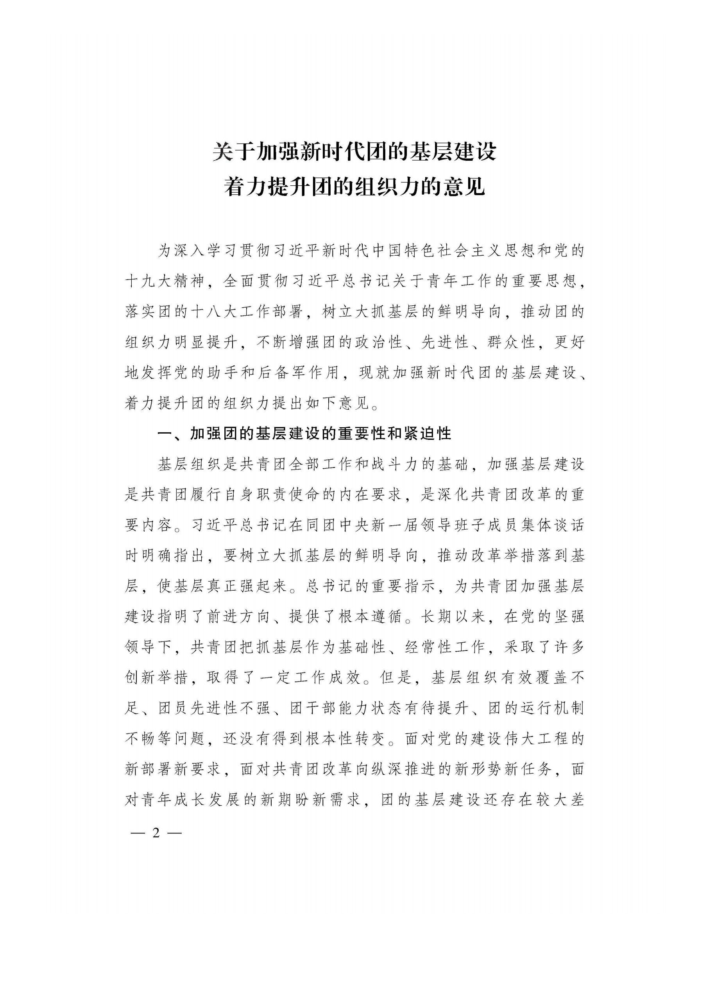 关于加强新时代团的基层建设
着力提升团的组织力的意见
为深入学习贯彻习近平新时代中国特色社会主义思想和党的
十九大精神，全面贯彻习近平总书记关于青年工作的重要思想，
落实团的十八大工作部署，树立大抓基层的鲜明导向，推动团的
组织力明显提升，不断增强团的政治性、先进性、群众性，更好
地发挥党的助手和后备军作用，现就加强新时代团的基层建设、
着力提升团的组织力提出如下意见。
一、加强团的基层建设的重要性和紧迫性
基层组织是共青团全部工作和战斗力的基础，加强基层建设
是共青团履行自身职责使命的内在要求，是深化共青团改革的重
要内容。习近平总书记在同团中央新一届领导班子成员集体谈话
时明确指出，要树立大抓基层的鲜明导向，推动改革举措落到基
层，使基层真正强起来。总书记的重要指示，为共青团加强基层
建设指明了前进方向、提供了根本遵循。长期以来，在党的坚强
领导下，共青团把抓基层作为基础性、经常性工作，采取了许多
创新举措，取得了一定工作成效。但是，基层组织有效覆盖不
足、团员先进性不强、团干部能力状态有待提升、团的运行机制
不畅等问题，还没有得到根本性转变。面对党的建设伟大工程的
新部署新要求，面对共青团改革向纵深推进的新形势新任务，面
对青年成长发展的新期盼新需求，团的基层建设还存在较大差
— 2 —